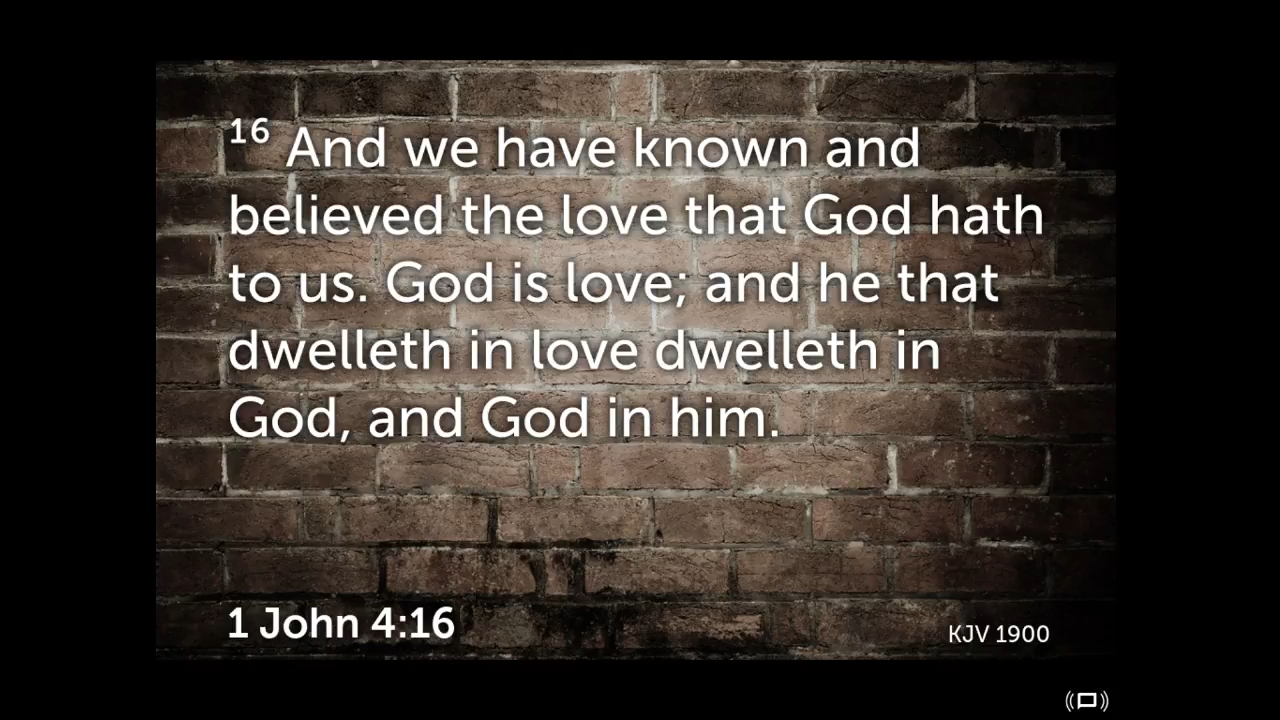 16 And we have known and
believed the love that God hath
to us. God is love; and he that
dwelleth in love dwelleth in
God, and God in him.
1 John 4:16
KJV 1900